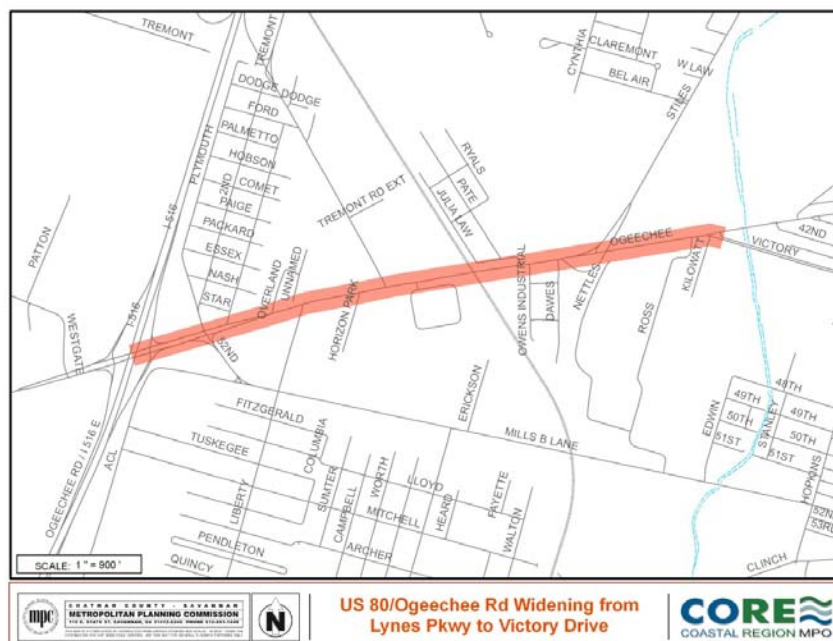 TREMONT
TREMONT
CYNTHIA
CLAREMONT
BEL AIR
W LAW
STILES
DODGE DODGE
FORD
PALMETTO
HOBSON
COMET
PAIGE
PACKARD
ESSEX
NASH
STAR
PLYMOUTH
2ND
I-516
I-516
PATTON
WESTGATE
OVERLAND
UNNAMED
TREMONT RD EXT
RYALS
PATE
JULIA LAW
HORIZON PARK
OGEECHEE
42ND
VICTORY
KILOWATT
OWENS INDUSTRIAL
DAWES
NETTLES
ROSS
52ND
FITZGERALD
TUSKEGEE
COLUMBIA
LIBERTY
PENDLETON
QUINCY
SUMTER
CAMPBELL
WORTH
LLOYD
MITCHELL
ARCHER
HEARD
ERICKSON
MILLS B LANE
FAYETTE
WALTON
EDWIN
48TH
49TH
49TH
50TH
50TH
51ST
51ST
STANLEY
HOPKINS
CLINCH
ACL
OGEECHEE RD / I 516 E
SCALE: 1 " = 900 '
mpc
CHATHAM COUNTY - SAVANNAH
METROPOLITAN PLANNING COMMISSION
N
US 80/Ogeechee Rd Widening from
Lynes Pkwy to Victory Drive
CORE
COASTAL REGION MPO